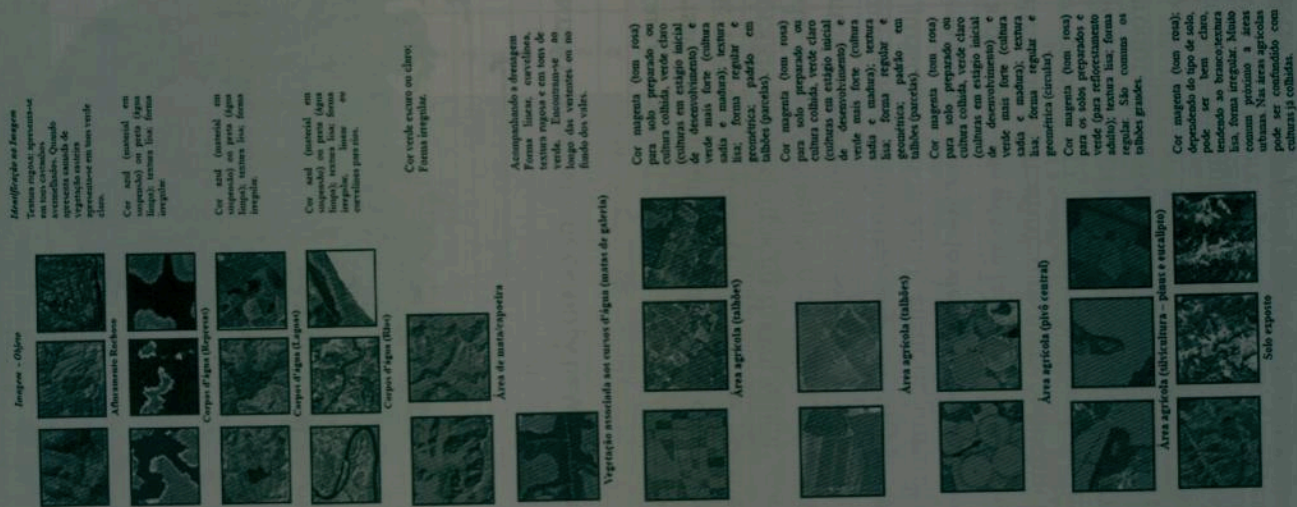 Imagem - Objeto
Identificação na Imagem
Textura rugosa; apresenta-se
em tons castanhos
avermelhados. Quando
apresenta camada de
vegetação rasteira
apresenta-se em tons verde
claro.
Afloramento Rochoso
Cor azul (material em
suspensão) ou preta (água
limpa); textura lisa; forma
irregular.
Corpos d'água (Represas)
Cor azul (material em
suspensão) ou preta (água
limpa); textura lisa; forma
irregular.
Corpos d'água (Lagoas)
Cor azul (material em
suspensão) ou preta (água
limpa); textura lisa; forma
irregular, linear ou
curvelínea para rios.
Corpos d'água (Rios)
Cor verde escuro ou claro;
Forma irregular.
Área de mata/capoeira
Acompanhando a drenagem
Forma linear, curvelínea,
textura rugosa e em tons de
verde. Encontram-se ao
longo das vertentes ou no
fundo dos vales.
Vegetação associada aos cursos d'água (matas de galeria)
Cor magenta (tom rosa)
para solo preparado ou
cultura colhida, verde claro
(culturas em estágio inicial
de desenvolvimento) e
verde mais forte (cultura
sadia e madura); textura
lisa; forma regular e
geométrica; padrão em
talhões (parcelas).
Área agrícola (talhões)
Cor magenta (tom rosa)
para solo preparado ou
cultura colhida, verde claro
(culturas em estágio inicial
de desenvolvimento) e
verde mais forte (cultura
sadia e madura); textura
lisa; forma regular e
geométrica; padrão em
talhões (parcelas).
Área agrícola (talhões)
Cor magenta (tom rosa)
para solo preparado ou
cultura colhida, verde claro
(culturas em estágio inicial
de desenvolvimento) e
verde mais forte (cultura
sadia e madura); textura
lisa; forma regular e
geométrica (circular).
Área agrícola (pivô central)
Cor magenta (tom rosa)
para os solos preparados e
verde (para reflorestamento
adulto); textura lisa; forma
regular. São comuns os
talhões grandes.
Área agrícola (silvicultura – pinus e eucalipto)
Cor magenta (tom rosa);
dependendo do tipo de solo,
pode ser bem claro,
tendendo ao branco;textura
lisa, forma irregular. Muito
comum próximo a áreas
urbanas. Nas áreas agrícolas
pode ser confundido com
culturas já colhidas.
Solo exposto